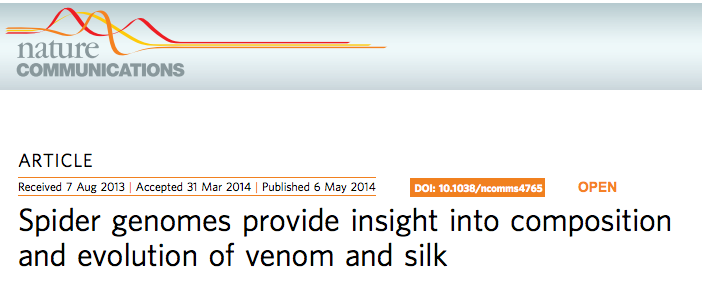 nature
COMMUNICATIONS
ARTICLE
Received 7 Aug 2013 | Accepted 31 Mar 2014 | Published 6 May 2014
DOI: 10.1038/ncomms4765
OPEN
Spider genomes provide insight into composition
and evolution of venom and silk